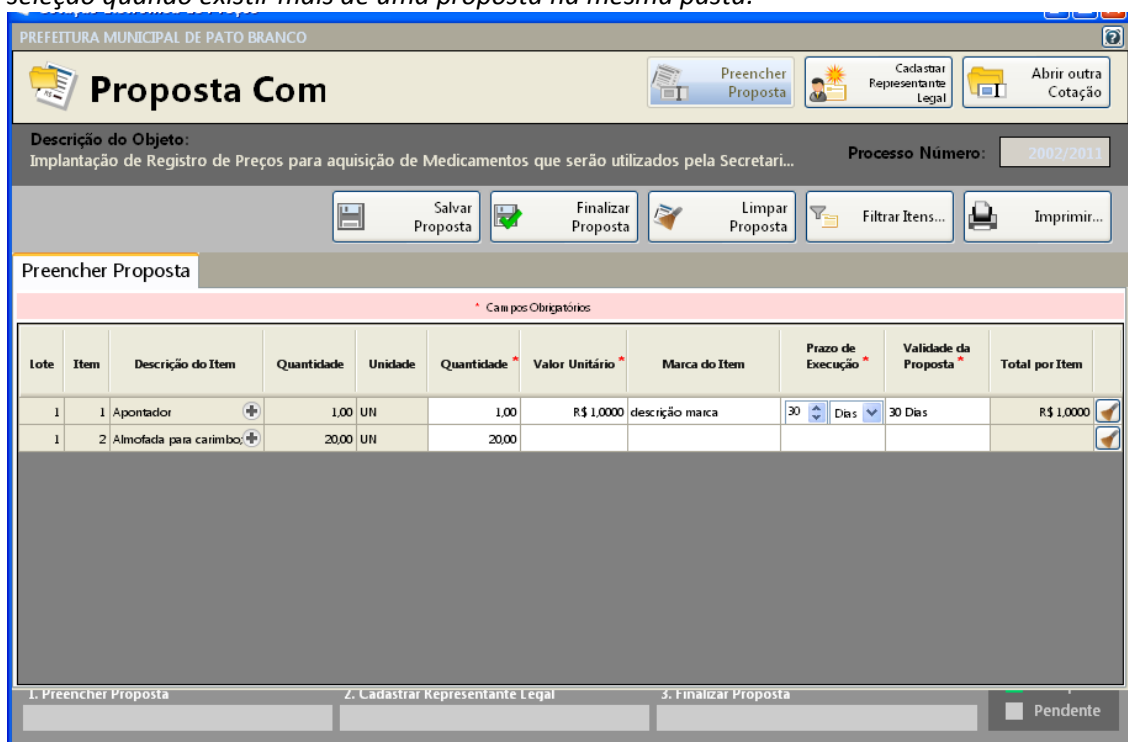 seleção quando existir mais de uma proposta na mesma pasta.
PREFEITURA MUNICIPAL DE PATO BRANCO
Proposta Com
Preencher
Proposta
Cadastrar
Representante
Legal
Abrir outra
Cotação
Descrição do Objeto:
Implantação de Registro de Preços para aquisição de Medicamentos que serão utilizados pela Secretari...
Processo Número:
2002/2011
Salvar
Proposta
Finalizar
Proposta
Limpar
Proposta
Filtrar Itens...
Imprimir...
Preencher Proposta
* Campos Obrigatórios
Lote Item Descrição do Item Quantidade Unidade Quantidade * Valor Unitário * Marca do Item Prazo de Execução * Validade da Proposta * Total por Item
1 1 Apontador 1,00 UN 1,00 R$ 1,0000 descrição marca 30 Dias 30 Dias R$ 1,0000
1 2 Almofada para carimbo; 20,00 UN 20,00
1. Preencher Proposta 2. Cadastrar Representante Legal 3. Finalizar Proposta
Pendente